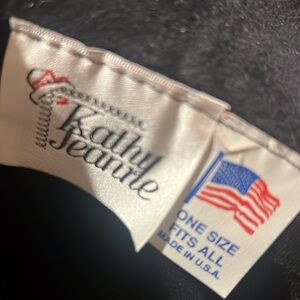 Kathy
Jeanne
ONE SIZE
FITS ALL
MADE IN U.S.A.